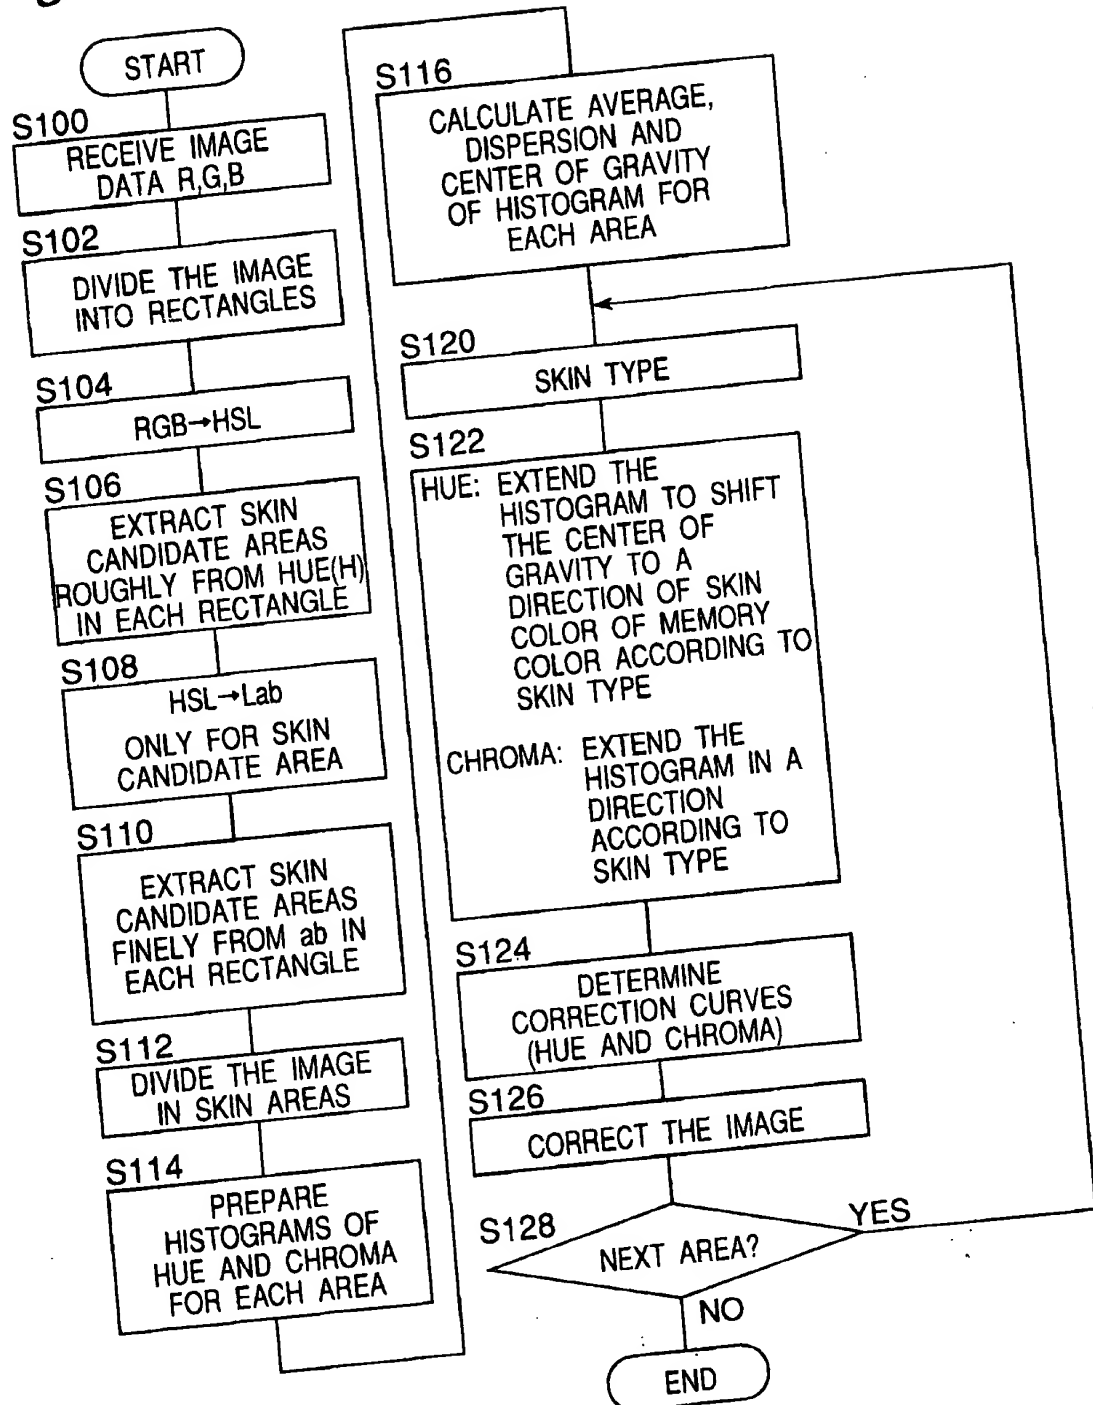 START
S100
RECEIVE IMAGE
DATA R,G,B
S102
DIVIDE THE IMAGE
INTO RECTANGLES
S104
RGB→HSL
S106
EXTRACT SKIN
CANDIDATE AREAS
ROUGHLY FROM HUE(H)
IN EACH RECTANGLE
S108
HSL→Lab
ONLY FOR SKIN
CANDIDATE AREA
S110
EXTRACT SKIN
CANDIDATE AREAS
FINELY FROM ab IN
EACH RECTANGLE
S112
DIVIDE THE IMAGE
IN SKIN AREAS
S114
PREPARE
HISTOGRAMS OF
HUE AND CHROMA
FOR EACH AREA
S116
CALCULATE AVERAGE,
DISPERSION AND
CENTER OF GRAVITY
OF HISTOGRAM FOR
EACH AREA
S120
SKIN TYPE
S122
HUE: EXTEND THE
HISTOGRAM TO SHIFT
THE CENTER OF
GRAVITY TO A
DIRECTION OF SKIN
COLOR OF MEMORY
COLOR ACCORDING TO
SKIN TYPE
CHROMA: EXTEND THE
HISTOGRAM IN A
DIRECTION
ACCORDING TO
SKIN TYPE
S124
DETERMINE
CORRECTION CURVES
(HUE AND CHROMA)
S126
CORRECT THE IMAGE
S128
NEXT AREA?
YES
NO
END